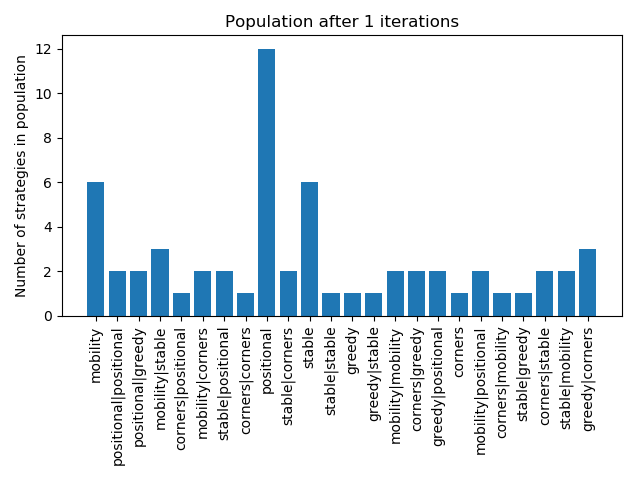 Population after 1 iterations
Number of strategies in population
12
10
8
6
4
2
0
mobility
positional|positional
positional|greedy
mobility|stable
corners|positional
mobility|corners
stable|positional
corners|corners
positional
stable|corners
stable
stable|stable
greedy
greedy|stable
mobility|mobility
corners|greedy
greedy|positional
corners
mobility|positional
corners|mobility
stable|greedy
corners|stable
stable|mobility
greedy|corners